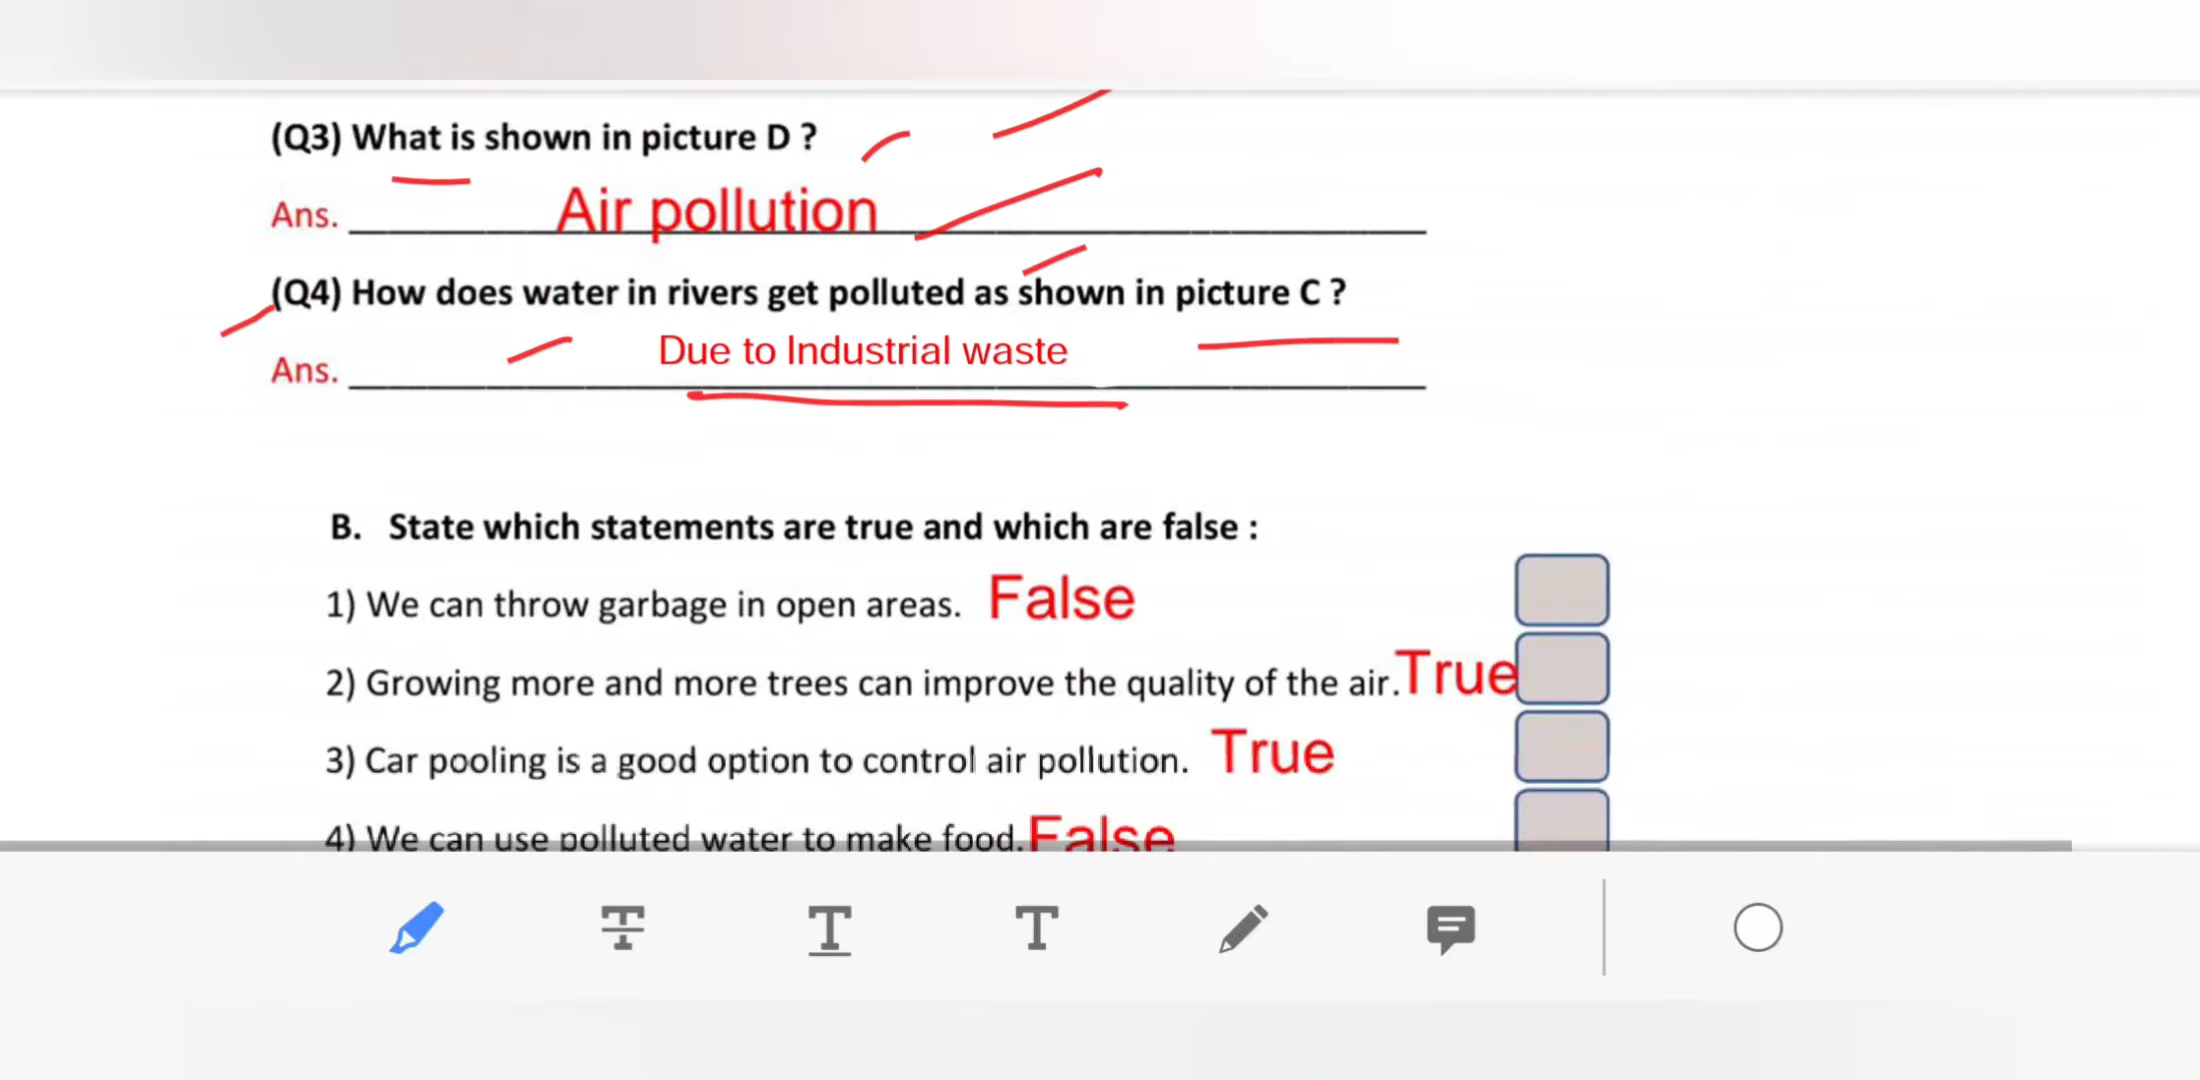 (Q3) What is shown in picture D ?
Ans. Air pollution
(Q4) How does water in rivers get polluted as shown in picture C ?
Ans. Due to Industrial waste
B. State which statements are true and which are false :
1) We can throw garbage in open areas. False
2) Growing more and more trees can improve the quality of the air. True
3) Car pooling is a good option to control air pollution. True
4) We can use polluted water to make food. False